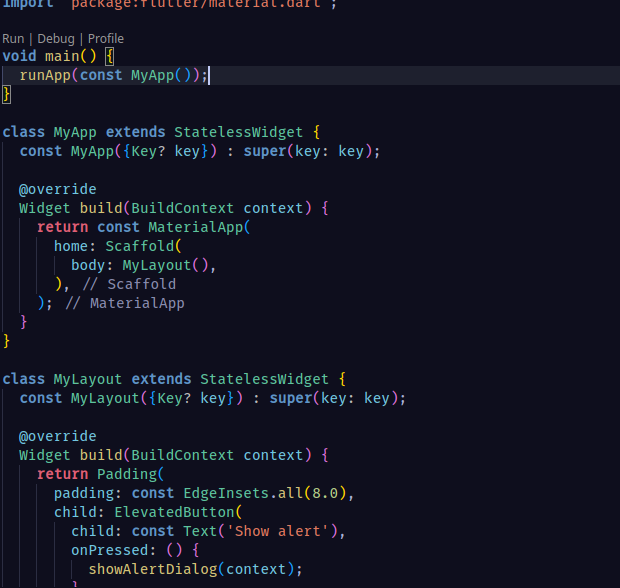 import 'package:flutter/material.dart';
Run | Debug | Profile
void main() {
  runApp(const MyApp());
}
class MyApp extends StatelessWidget {
  const MyApp({Key? key}) : super(key: key);
  @override
  Widget build(BuildContext context) {
    return const MaterialApp(
      home: Scaffold(
        body: MyLayout(),
      ), // Scaffold
    ); // MaterialApp
  }
}
class MyLayout extends StatelessWidget {
  const MyLayout({Key? key}) : super(key: key);
  @override
  Widget build(BuildContext context) {
    return Padding(
      padding: const EdgeInsets.all(8.0),
      child: ElevatedButton(
        child: const Text('Show alert'),
        onPressed: () {
          showAlertDialog(context);
        }